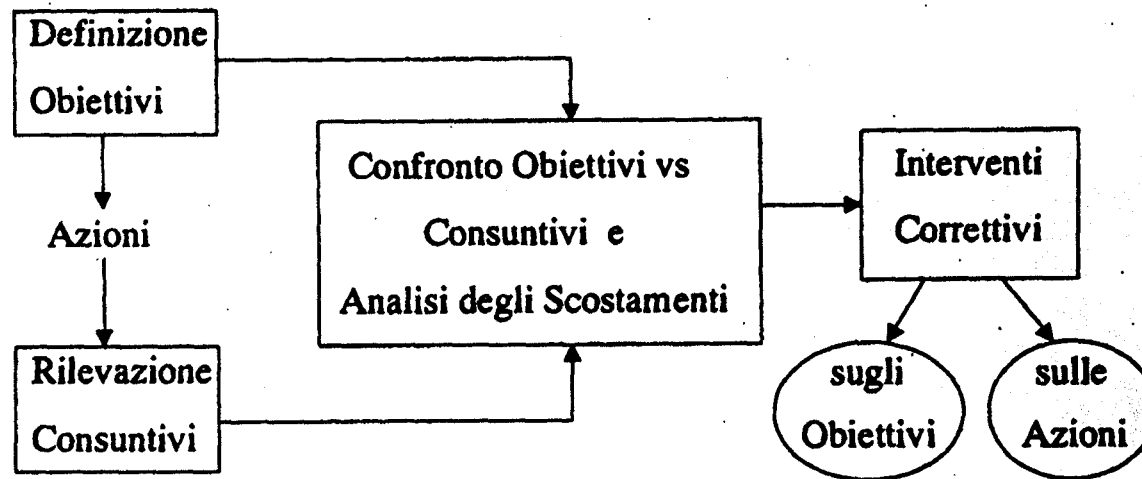 Definizione
Obiettivi
Azioni
Rilevazione
Consuntivi
Confronto Obiettivi vs
Consuntivi e
Analisi degli Scostamenti
Interventi
Correttivi
sugli
Obiettivi
sulle
Azioni